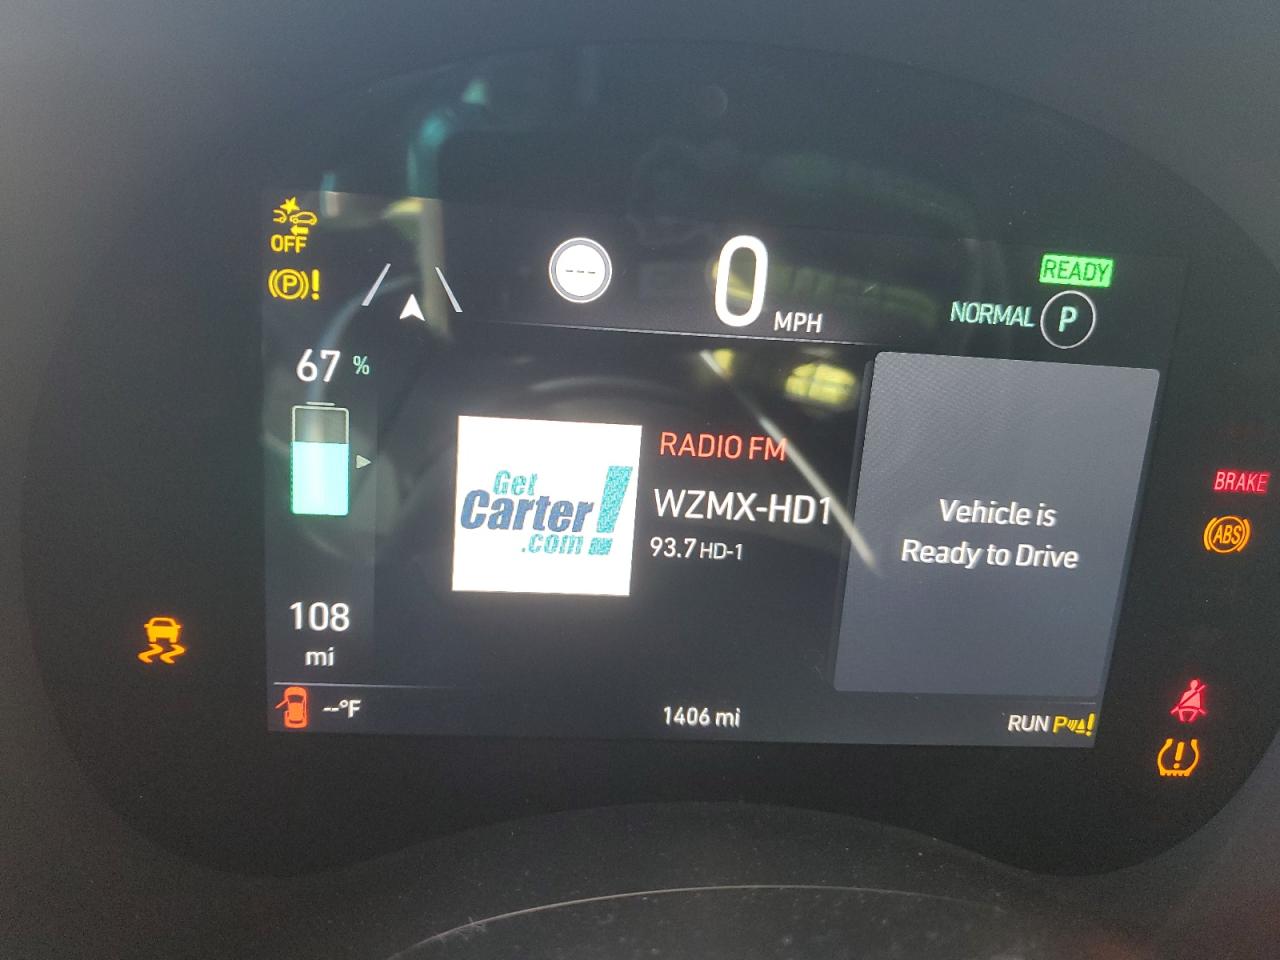 OFF
P!
---
0
MPH
READY
NORMAL P
67 %
Get
Carter!
.com
RADIO FM
WZMX-HD1
93.7 HD-1
Vehicle is
Ready to Drive
BRAKE
ABS
108
mi
--°F
1406 mi
RUN P!
!